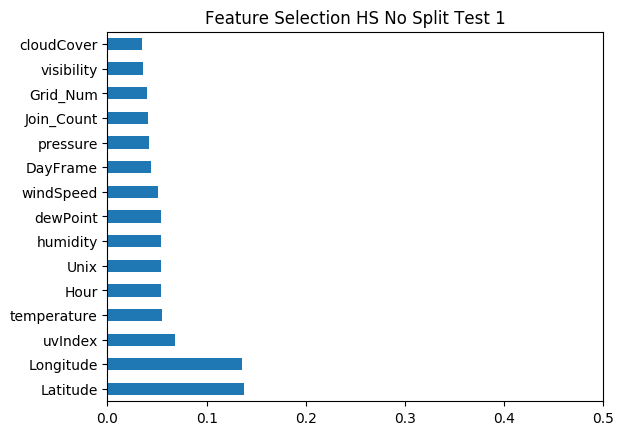 Feature Selection HS No Split Test 1
cloudCover
visibility
Grid_Num
Join_Count
pressure
DayFrame
windSpeed
dewPoint
humidity
Unix
Hour
temperature
uvIndex
Longitude
Latitude
0.0 0.1 0.2 0.3 0.4 0.5